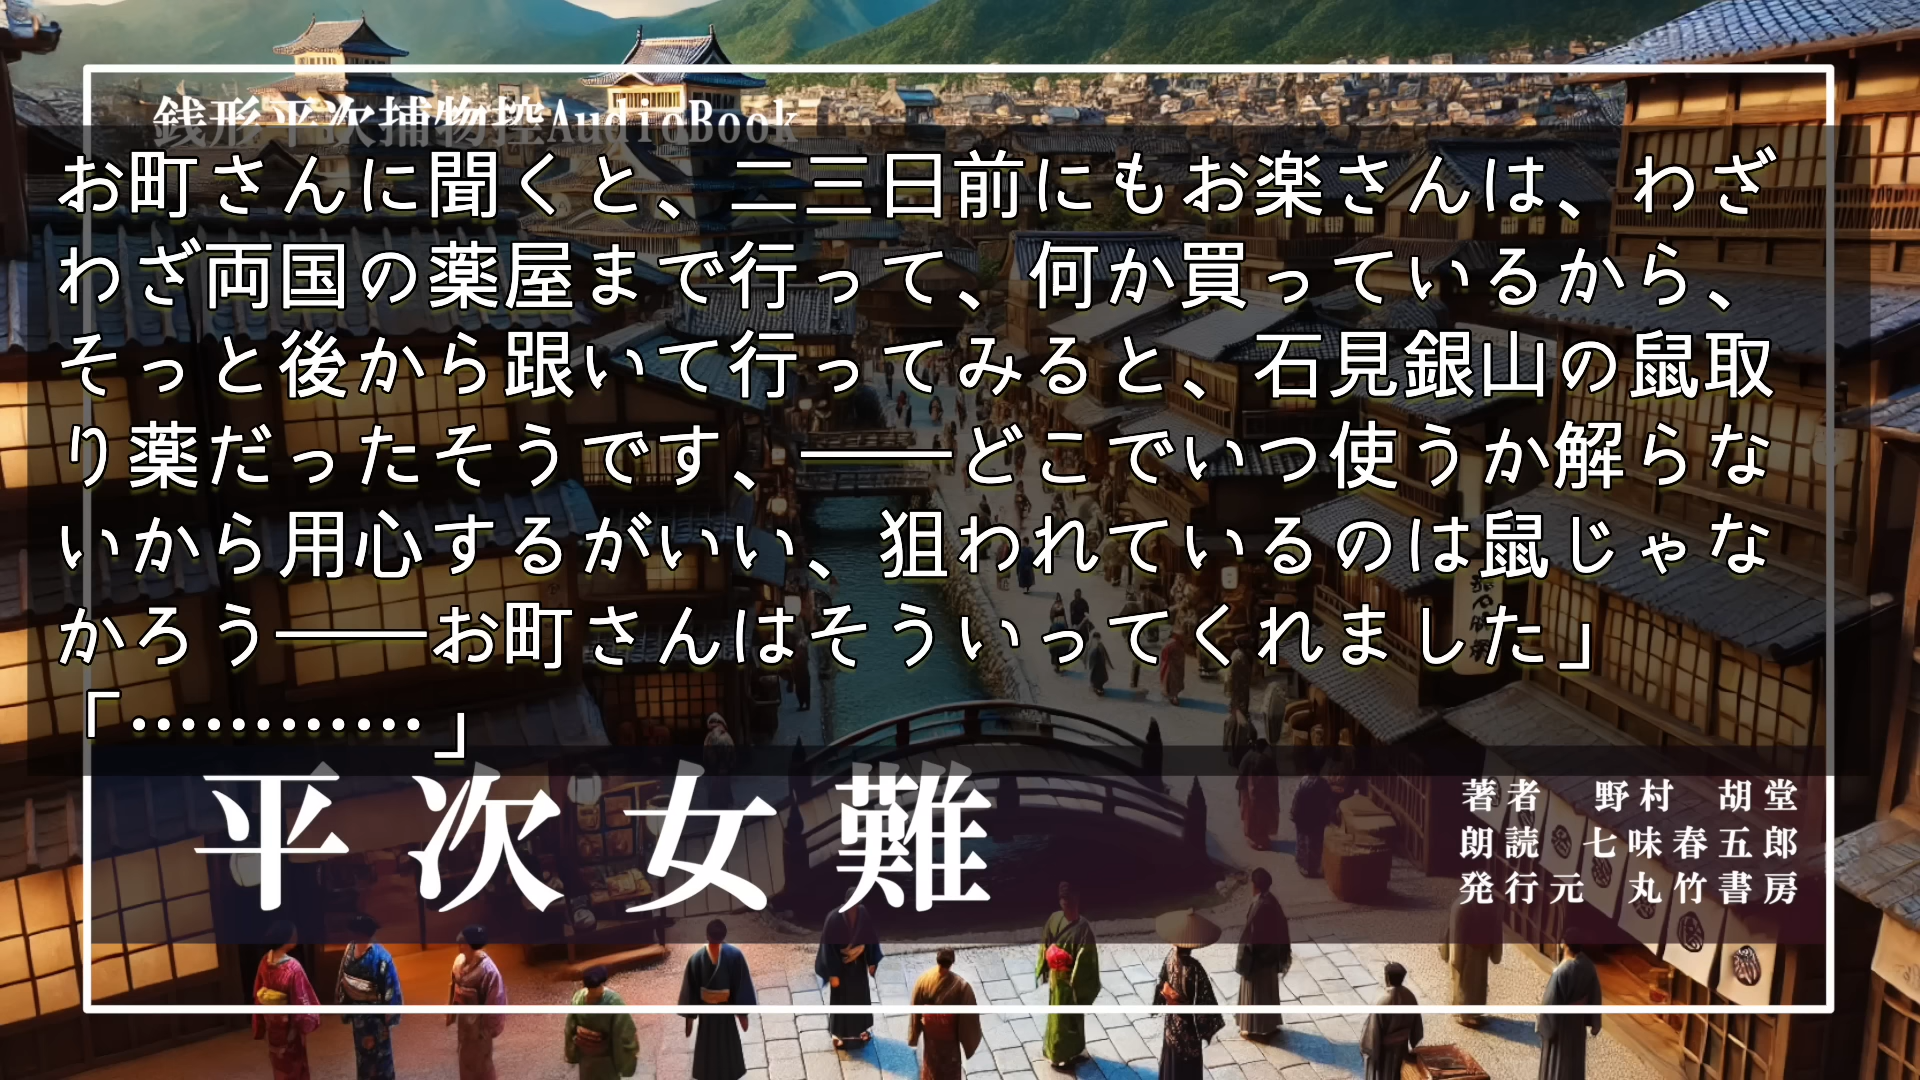 銭形平次捕物控AudioBook
お町さんに聞くと、二三日前にもお楽さんは、わざ
わざ両国の薬屋まで行って、何か買っているから、
そっと後から跟いて行ってみると、石見銀山の鼠取
り薬だったそうです、――どこでいつ使うか解らな
いから用心するがいい、狙われているのは鼠じゃな
かろう――お町さんはそういってくれました」
「…………」
平次女難
著者 野村 胡堂
朗読 七味春五郎
発行元 丸竹書房